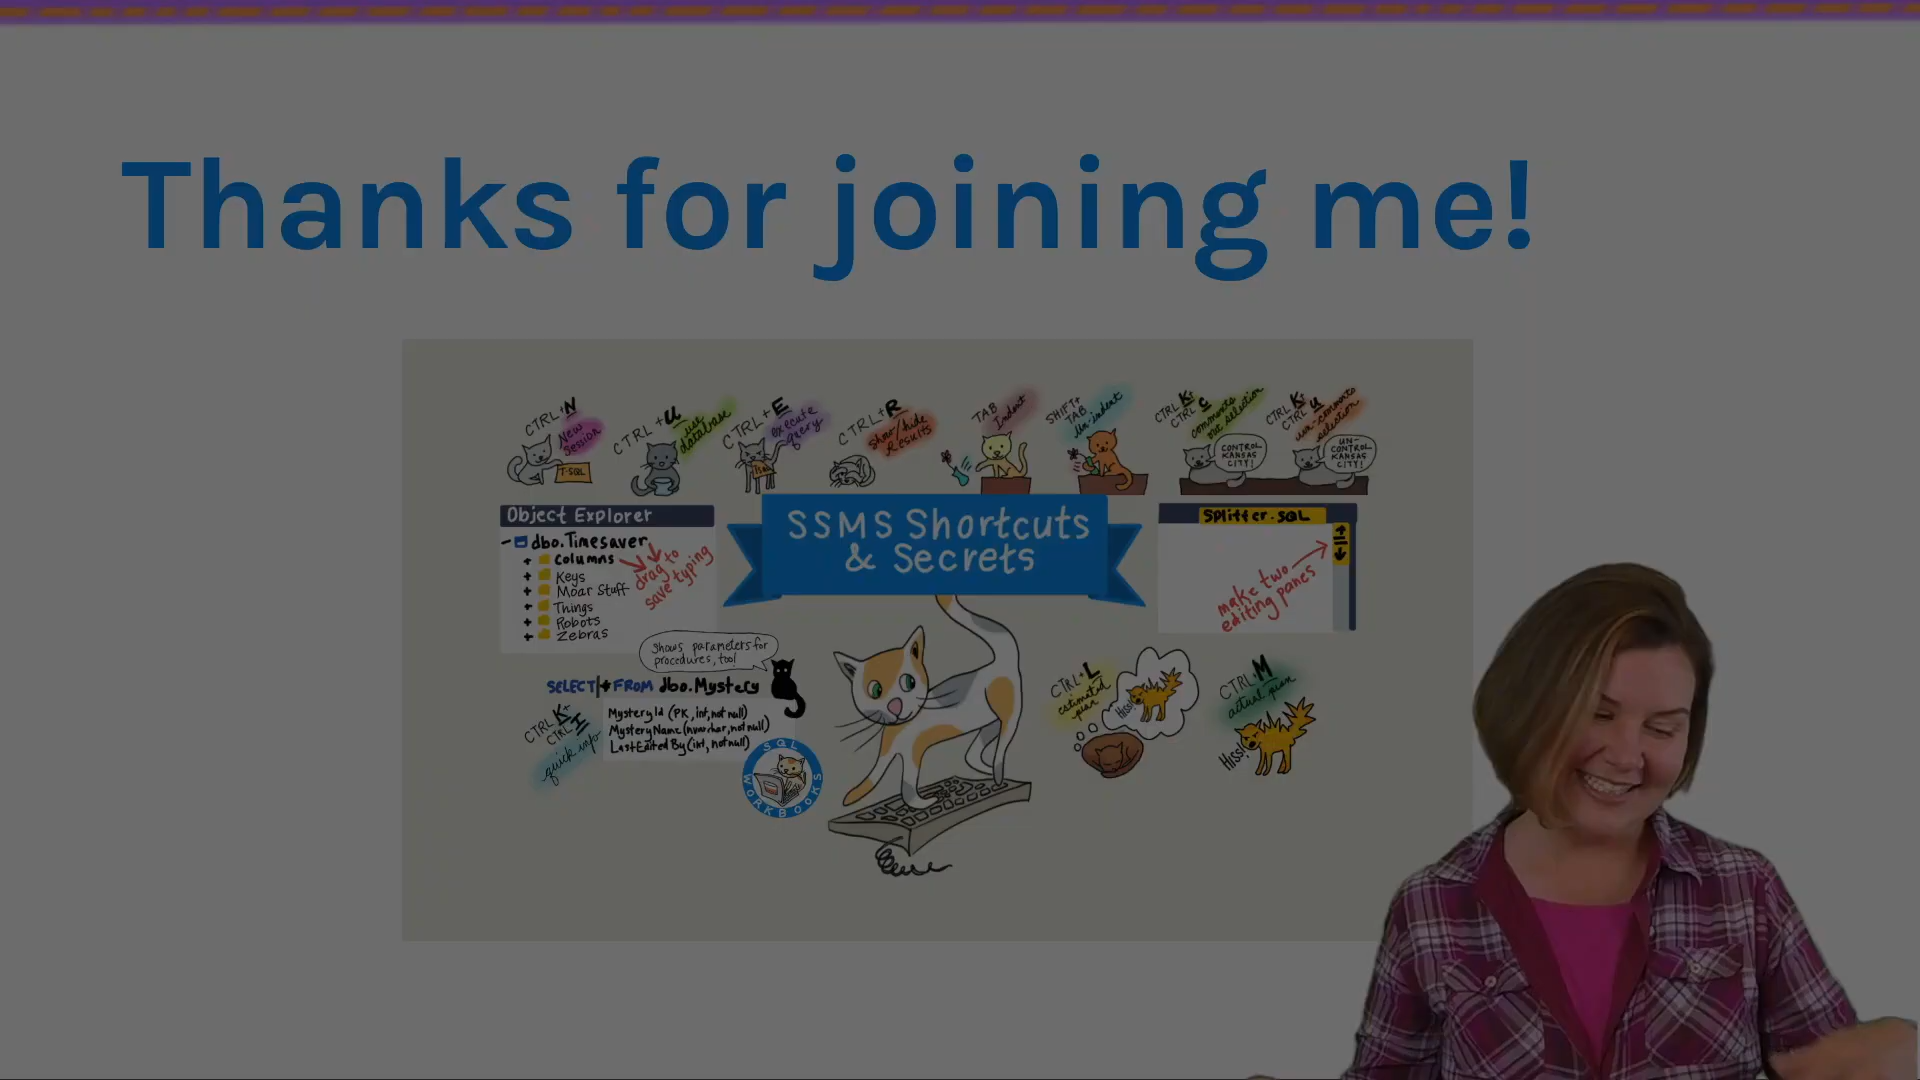 Thanks for joining me!
CTRL+N
New
Session
T-SQL
CTRL+U
use
database
CTRL+E
execute
query
CTRL+R
show/hide
Results
TAB
Indent
SHIFT+
TAB
Un-indent
CTRL K+
CTRL C
comments
out selection
CONTROL
KANSAS
CITY!
CTRL K+
CTRL U
un-comments
selection
UN-
CONTROL
KANSAS
CITY!
SSMS Shortcuts
& Secrets
Object Explorer
- dbo.Timesaver
+ Columns
+ Keys
+ Moar Stuff
+ Things
+ Robots
+ Zebras
drag to
save typing
Splitter.SQL
make two
editing panes
shows parameters for
procedures, too!
SELECT * FROM dbo.Mystery
CTRL K+
CTRL I
quick info
MysteryId (PK, int, not null)
MysteryName (nvarchar, not null)
LastEditedBy (int, not null)
SQL
WORKBOOKS
CTRL+L
estimated
plan
Hiss!
CTRL+M
actual plan
Hiss!